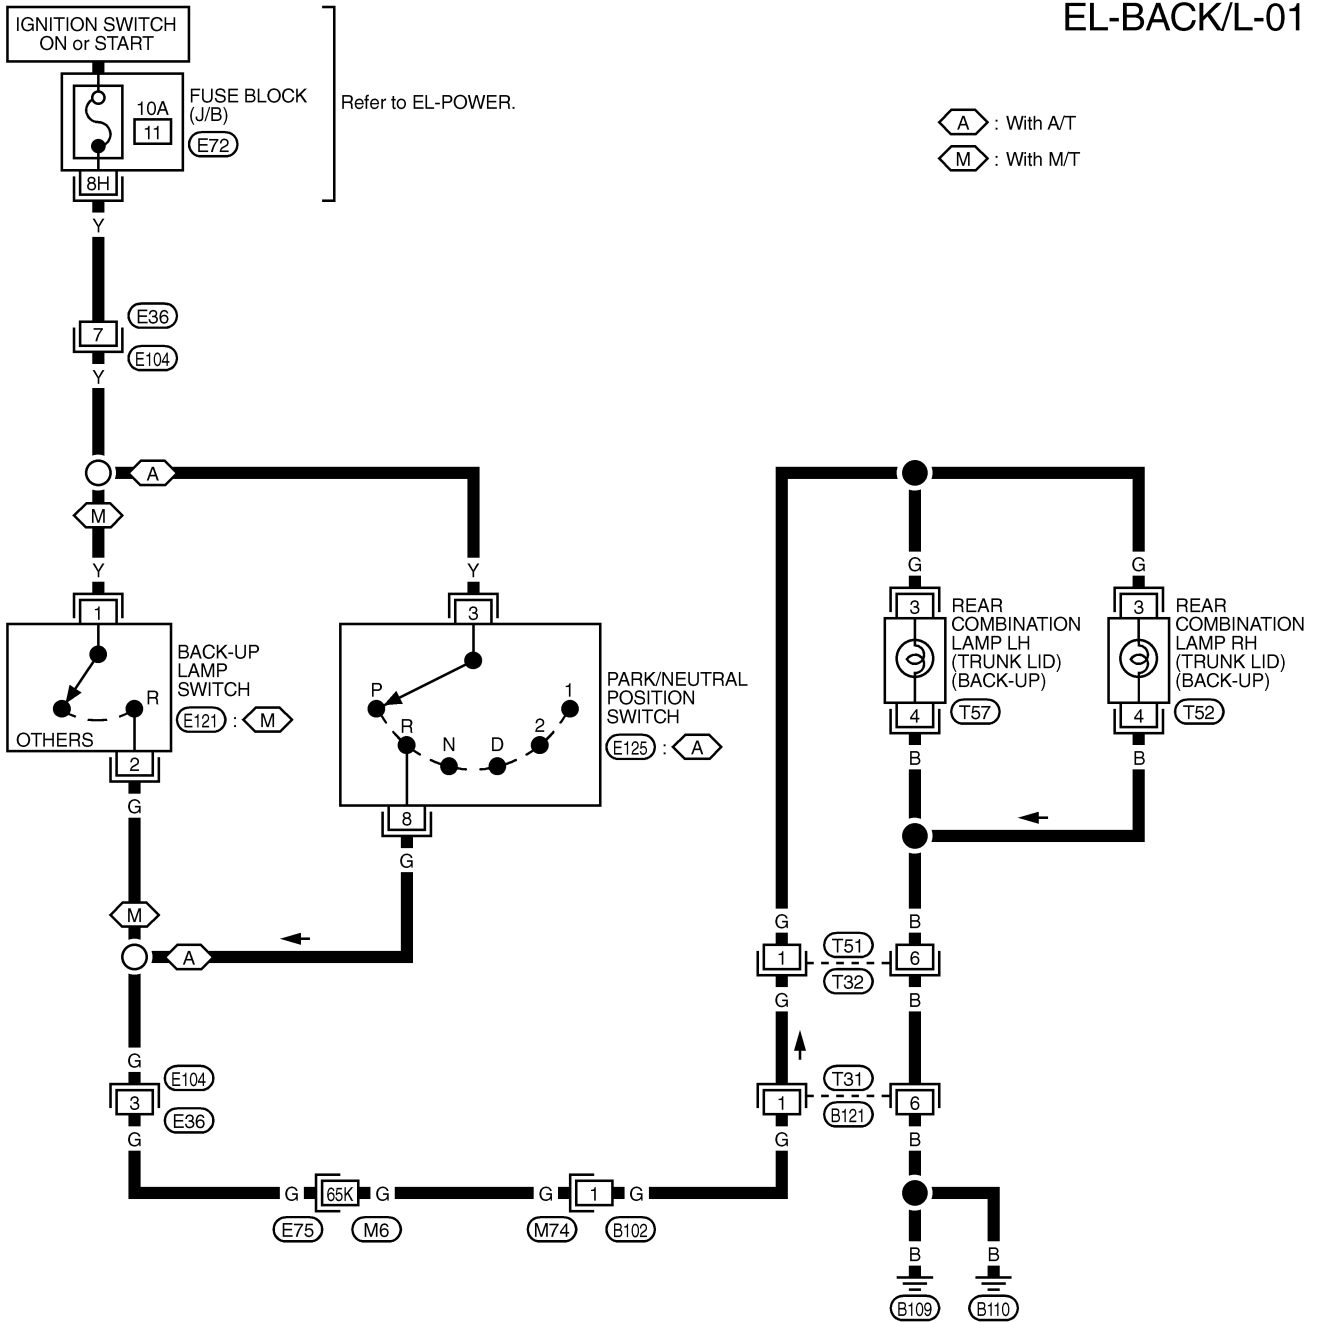 EL-BACK/L-01
IGNITION SWITCH
ON or START
FUSE BLOCK
(J/B)
10A
11
E72
8H
Refer to EL-POWER.
A : With A/T
M : With M/T
Y
E36
7
E104
Y
A
M
Y
Y
1
3
BACK-UP
LAMP
SWITCH
E121 : M
R
OTHERS
2
G
P
R
N
D
2
1
PARK/NEUTRAL
POSITION
SWITCH
E125 : A
8
G
M
A
G
E104
3
E36
G
G
65K
G
E75
M6
G
1
G
M74
B102
G
G
3
REAR
COMBINATION
LAMP LH
(TRUNK LID)
(BACK-UP)
T57
4
3
REAR
COMBINATION
LAMP RH
(TRUNK LID)
(BACK-UP)
T52
4
B
B
G
B
1
T51
T32
6
G
B
1
T31
B121
6
G
B
B
B
B109
B110